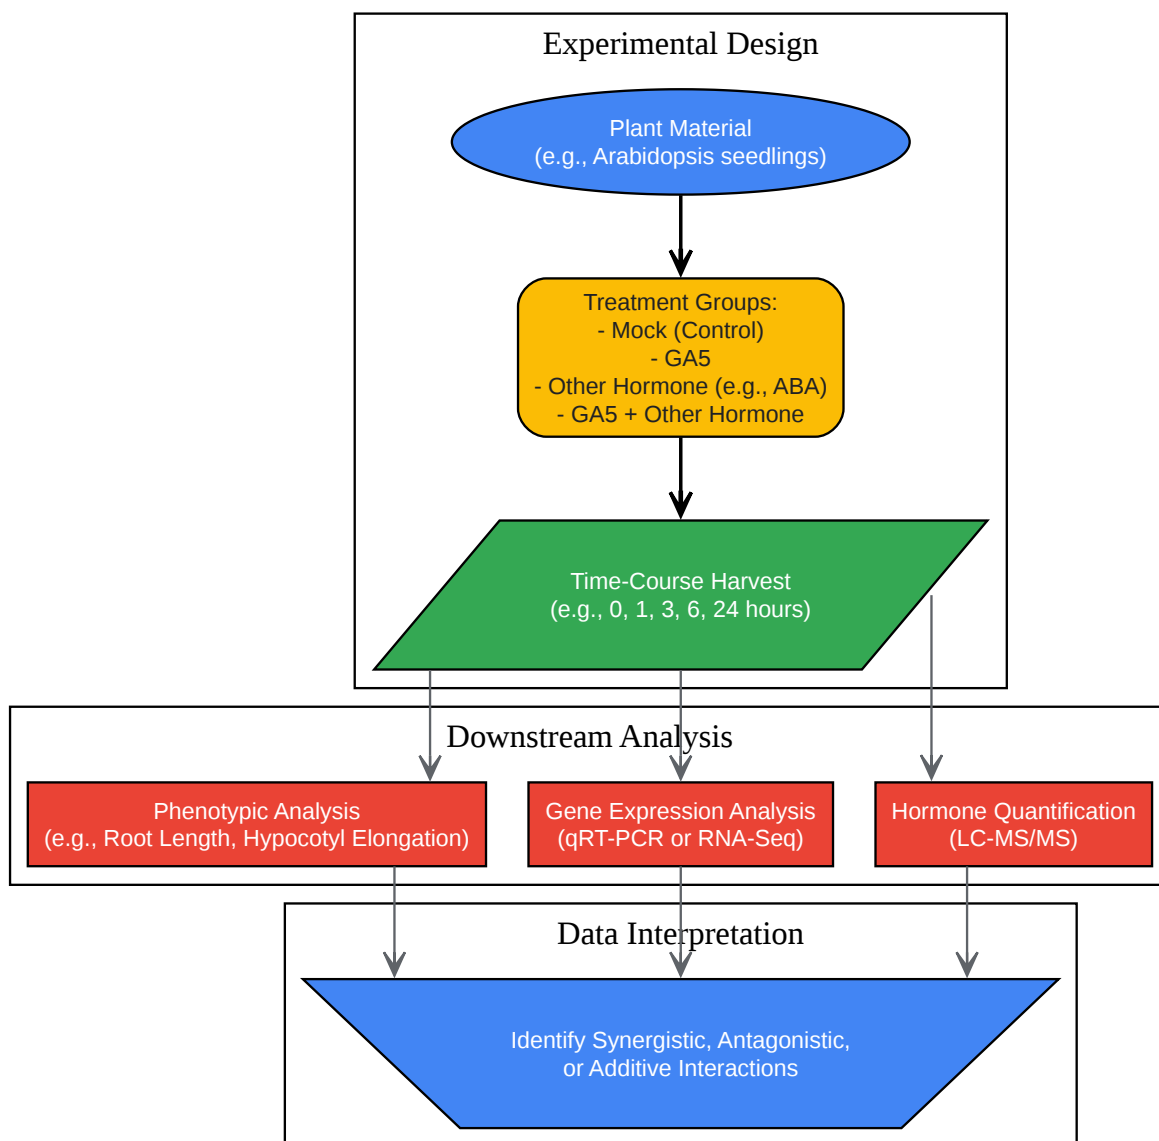 Experimental Design
Plant Material
(e.g., Arabidopsis seedlings)
Treatment Groups:
- Mock (Control)
- GA5
- Other Hormone (e.g., ABA)
- GA5 + Other Hormone
Time-Course Harvest
(e.g., 0, 1, 3, 6, 24 hours)
Downstream Analysis
Phenotypic Analysis
(e.g., Root Length, Hypocotyl Elongation)
Gene Expression Analysis
(qRT-PCR or RNA-Seq)
Hormone Quantification
(LC-MS/MS)
Data Interpretation
Identify Synergistic, Antagonistic,
or Additive Interactions